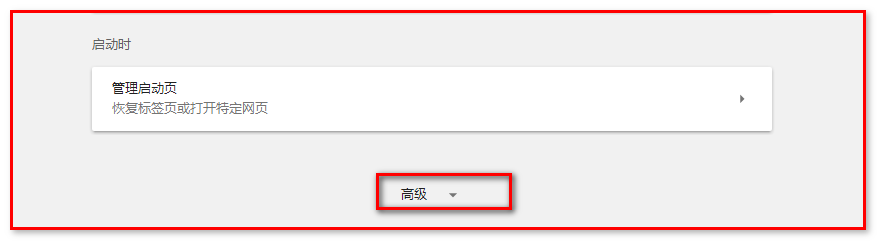 启动时
管理启动页
恢复标签页或打开特定网页
高级